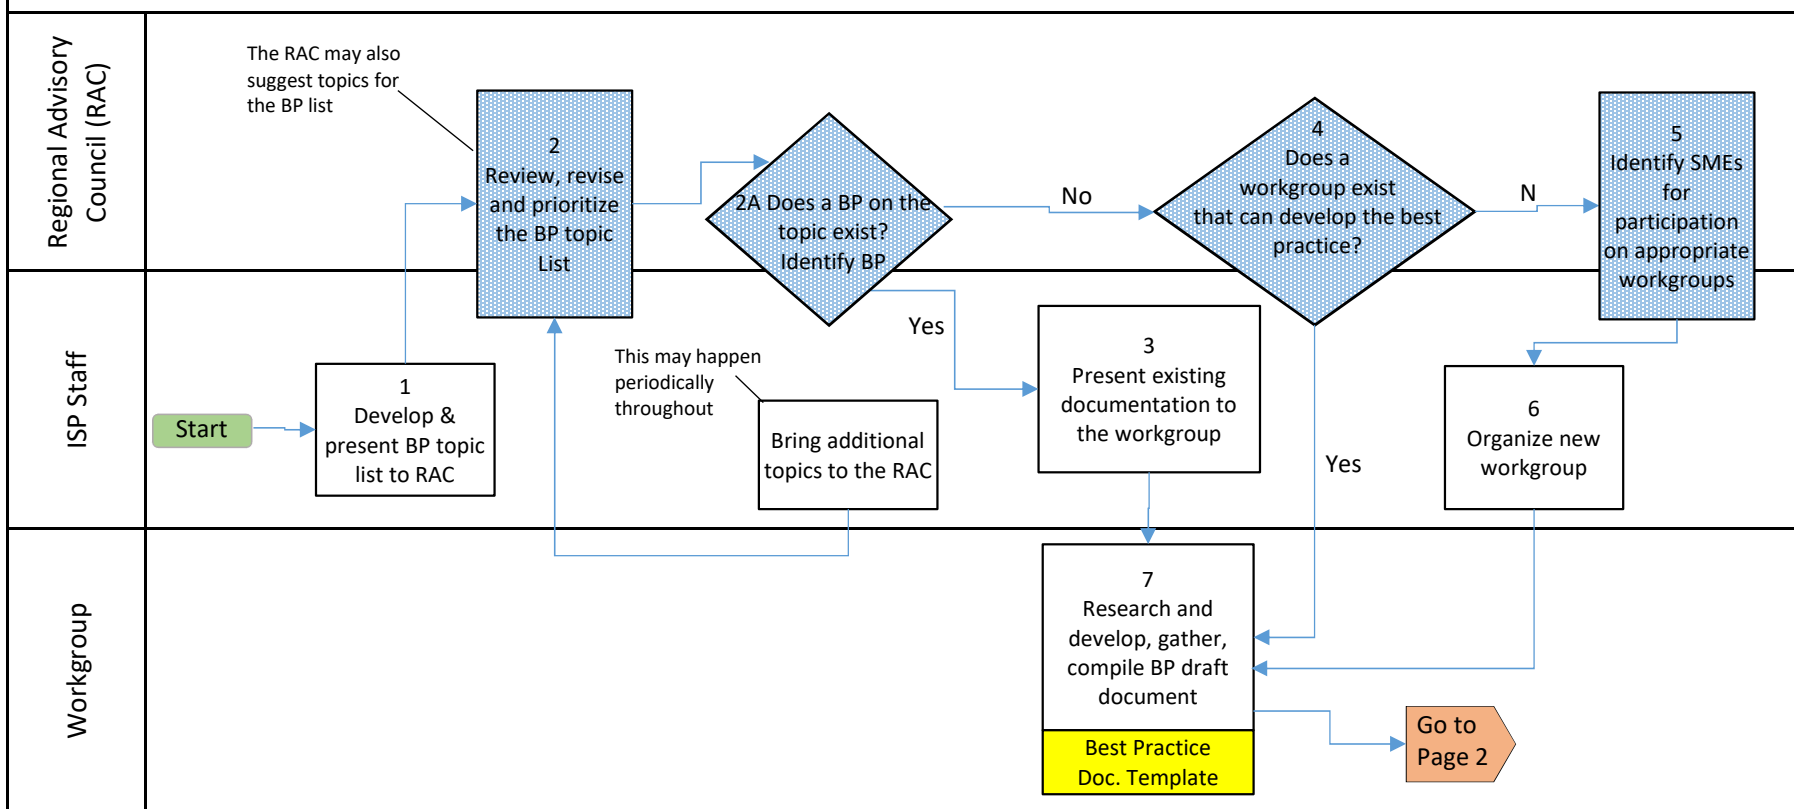 Regional Advisory
Council (RAC)
The RAC may also
suggest topics for
the BP list
2
Review, revise
and prioritize
the BP topic
List
2A Does a BP on the
topic exist?
Identify BP
No
4
Does a
workgroup exist
that can develop the best
practice?
N
5
Identify SMEs
for
participation
on appropriate
workgroups
ISP Staff
Start
1
Develop &
present BP topic
list to RAC
This may happen
periodically
throughout
Bring additional
topics to the RAC
Yes
3
Present existing
documentation to
the workgroup
Yes
6
Organize new
workgroup
Workgroup
7
Research and
develop, gather,
compile BP draft
document
Best Practice
Doc. Template
Go to
Page 2